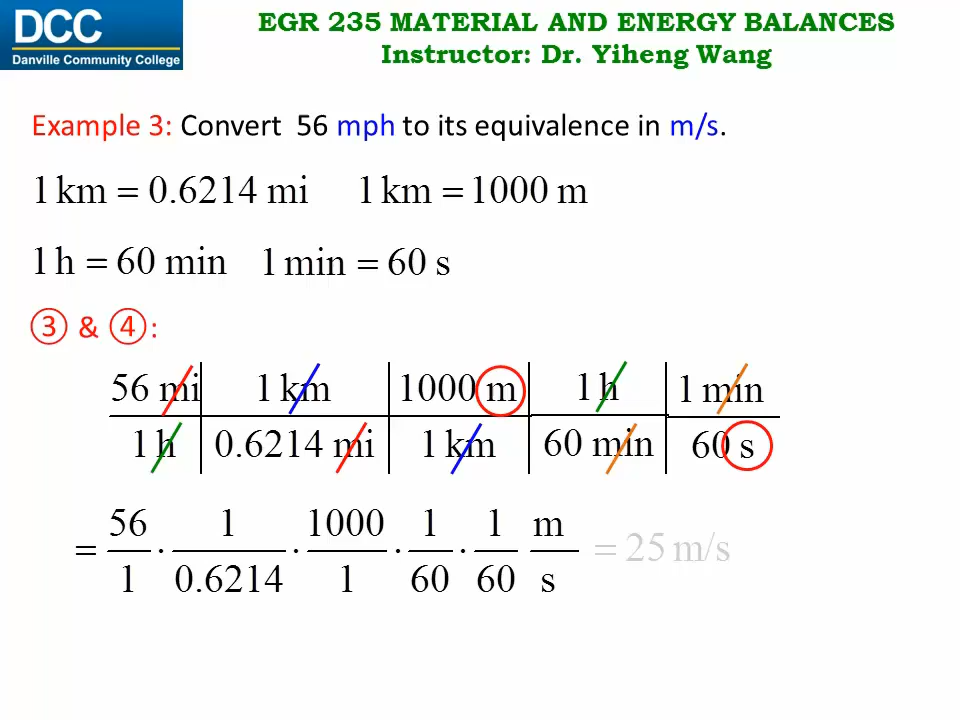 DCC
Danville Community College
EGR 235 MATERIAL AND ENERGY BALANCES
Instructor: Dr. Yiheng Wang
Example 3: Convert 56 mph to its equivalence in m/s.
1 km = 0.6214 mi 1 km = 1000 m
1 h = 60 min 1 min = 60 s
③ & ④:
56 mi 1 km 1000 m 1 h 1 min
1 h 0.6214 mi 1 km 60 min 60 s
56 1 1000 1 1 m
= · · · · = 25 m/s
1 0.6214 1 60 60 s